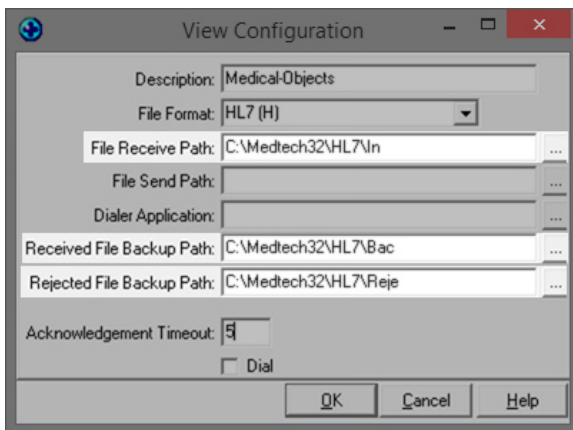 View Configuration
Description: Medical-Objects
File Format: HL7 (H)
File Receive Path: C:\Medtech32\HL7\In ...
File Send Path: ...
Dialer Application: ...
Received File Backup Path: C:\Medtech32\HL7\Bac ...
Rejected File Backup Path: C:\Medtech32\HL7\Reje ...
Acknowledgement Timeout: 5
Dial
OK Cancel Help